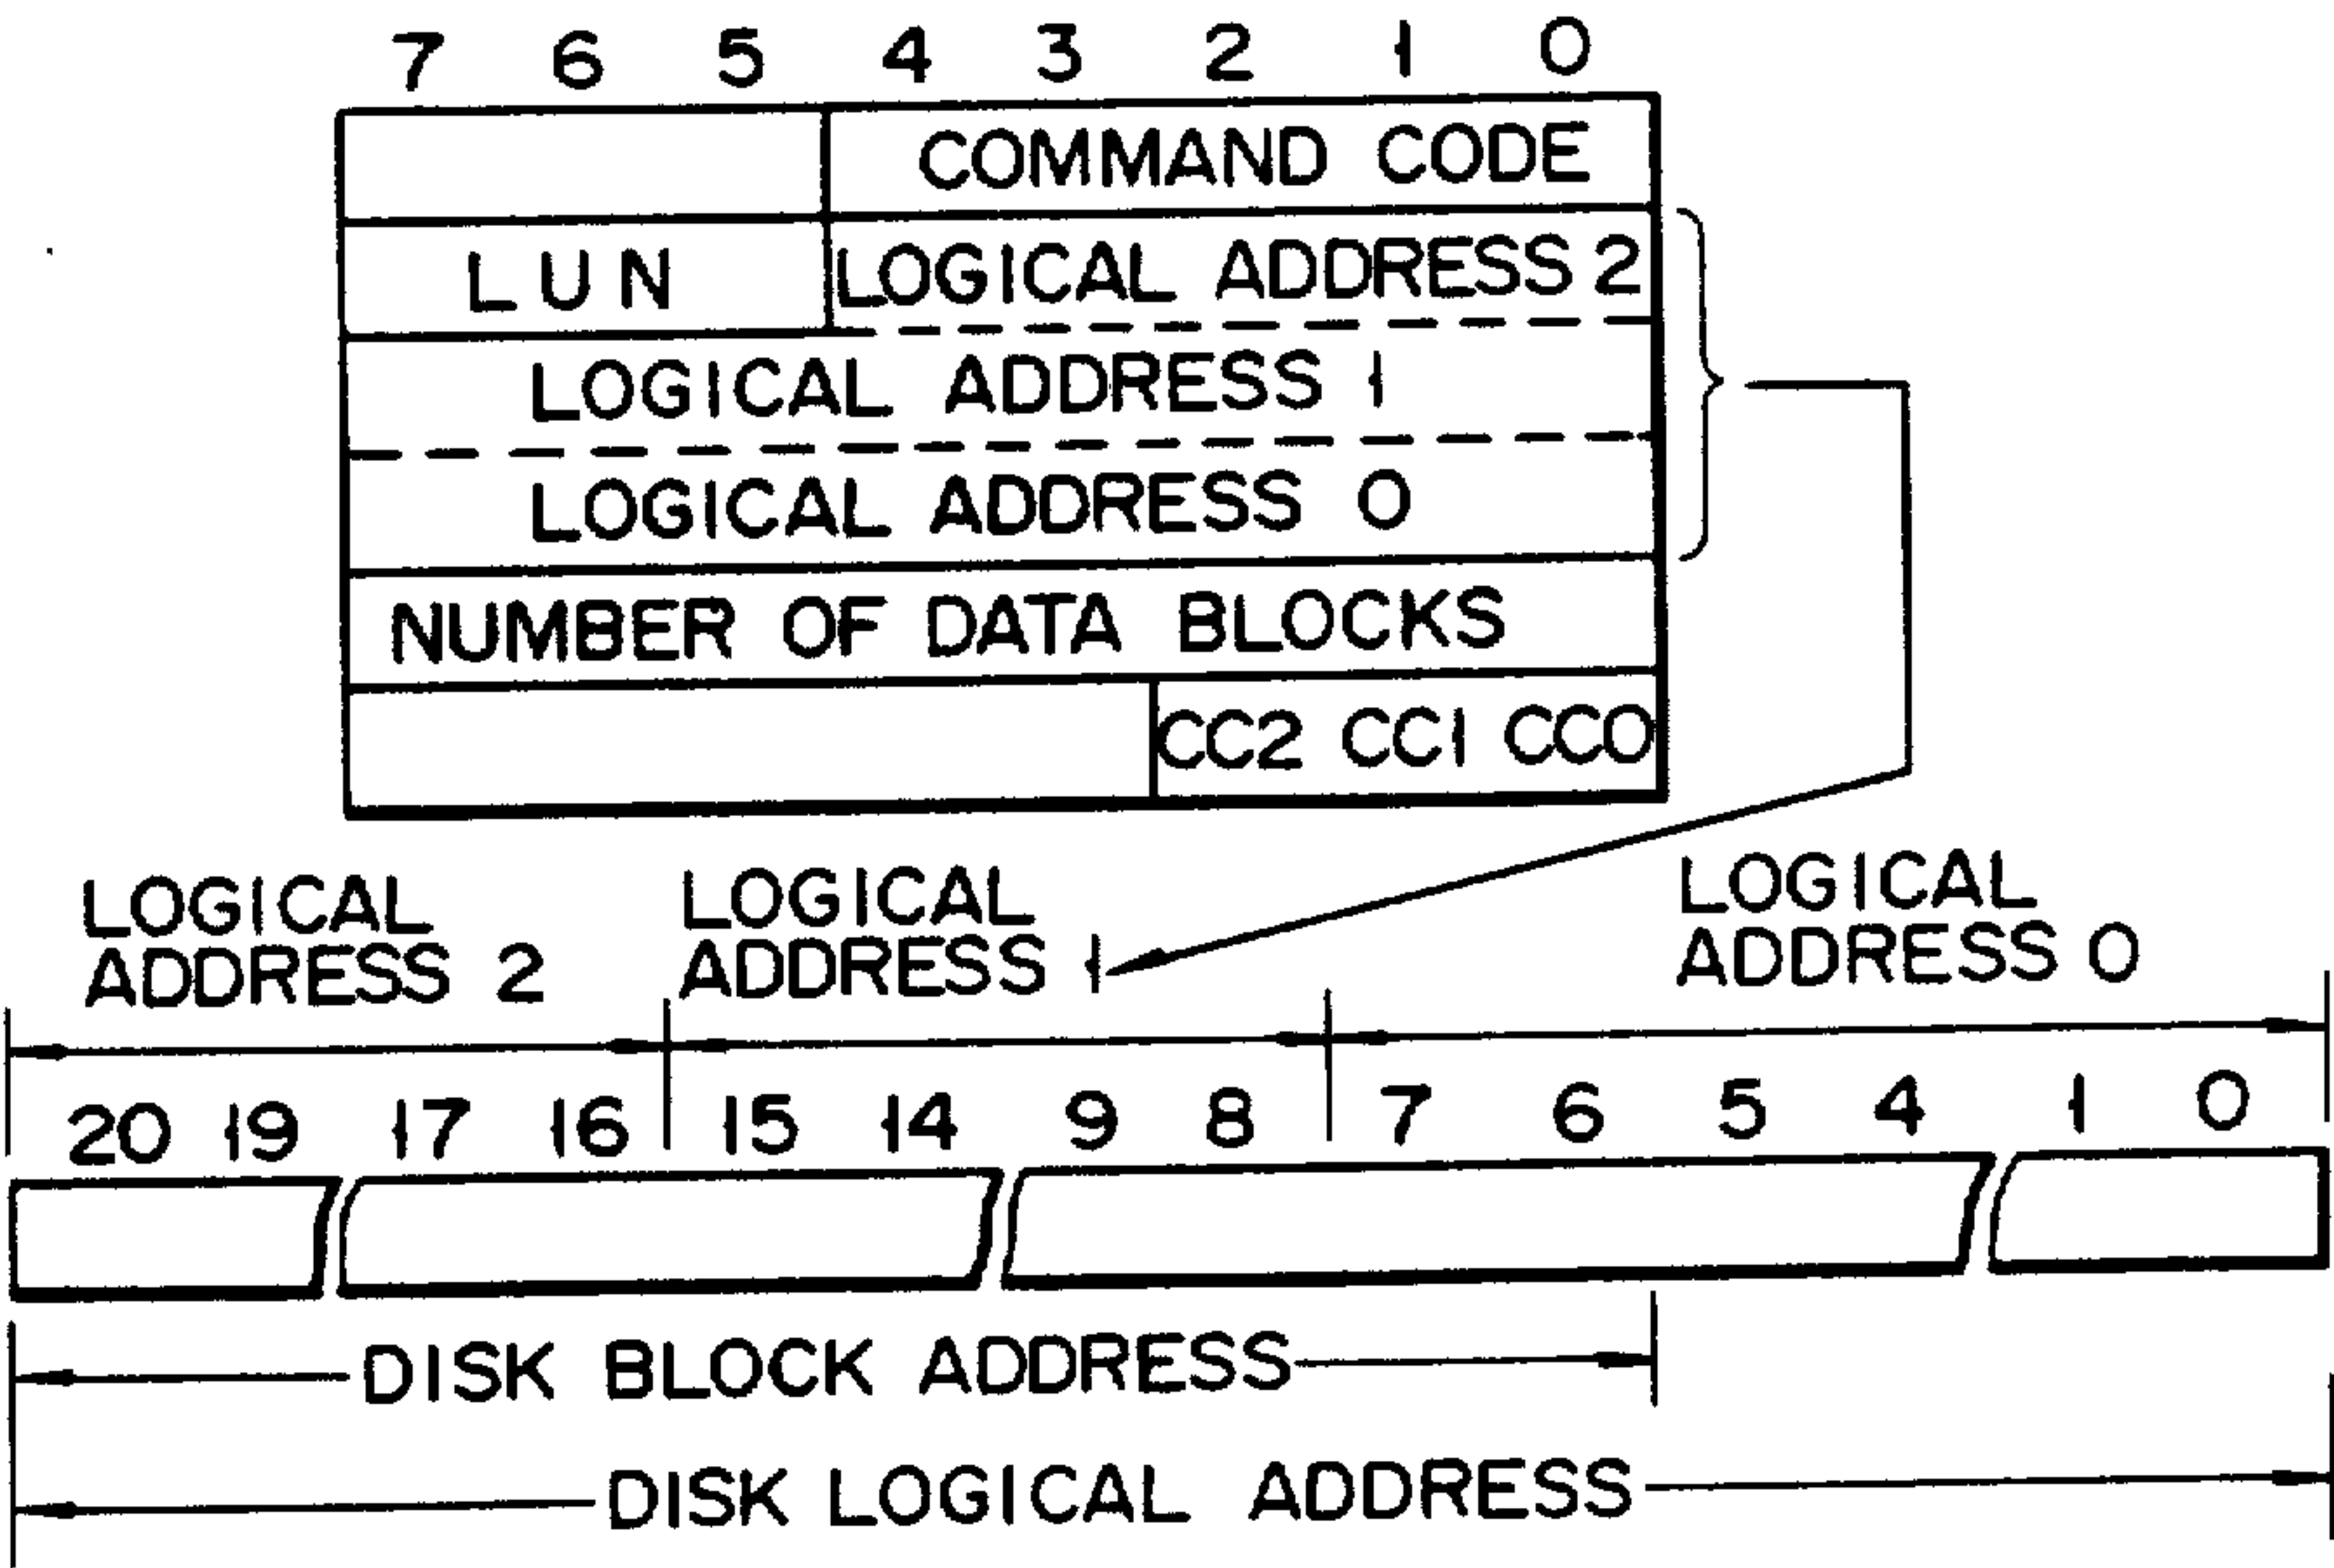 7 6 5 4 3 2 1 0
COMMAND CODE
LUN LOGICAL ADDRESS 2
LOGICAL ADDRESS 1
LOGICAL ADDRESS 0
NUMBER OF DATA BLOCKS
CC2 CC1 CC0
LOGICAL ADDRESS 2
LOGICAL ADDRESS 1
LOGICAL ADDRESS 0
20 19 17 16 15 14 9 8 7 6 5 4 1 0
DISK BLOCK ADDRESS
DISK LOGICAL ADDRESS